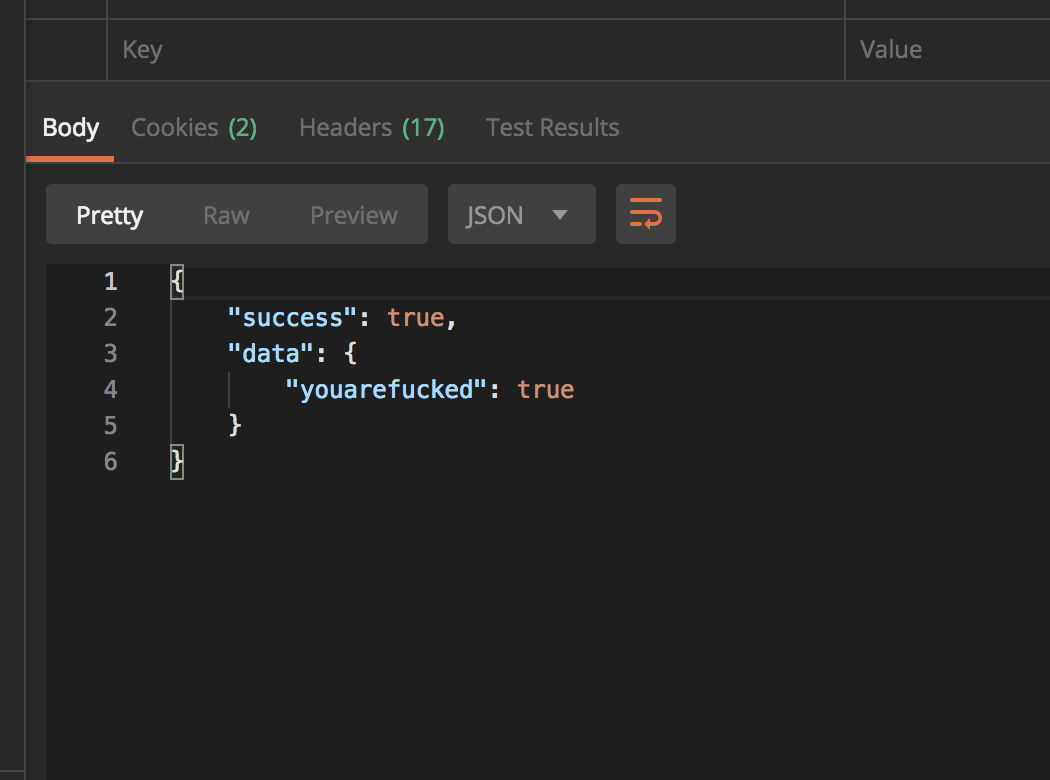 Key Value
Body Cookies (2) Headers (17) Test Results
Pretty Raw Preview JSON
1 {
2 "success": true,
3 "data": {
4 "youarefucked": true
5 }
6 }